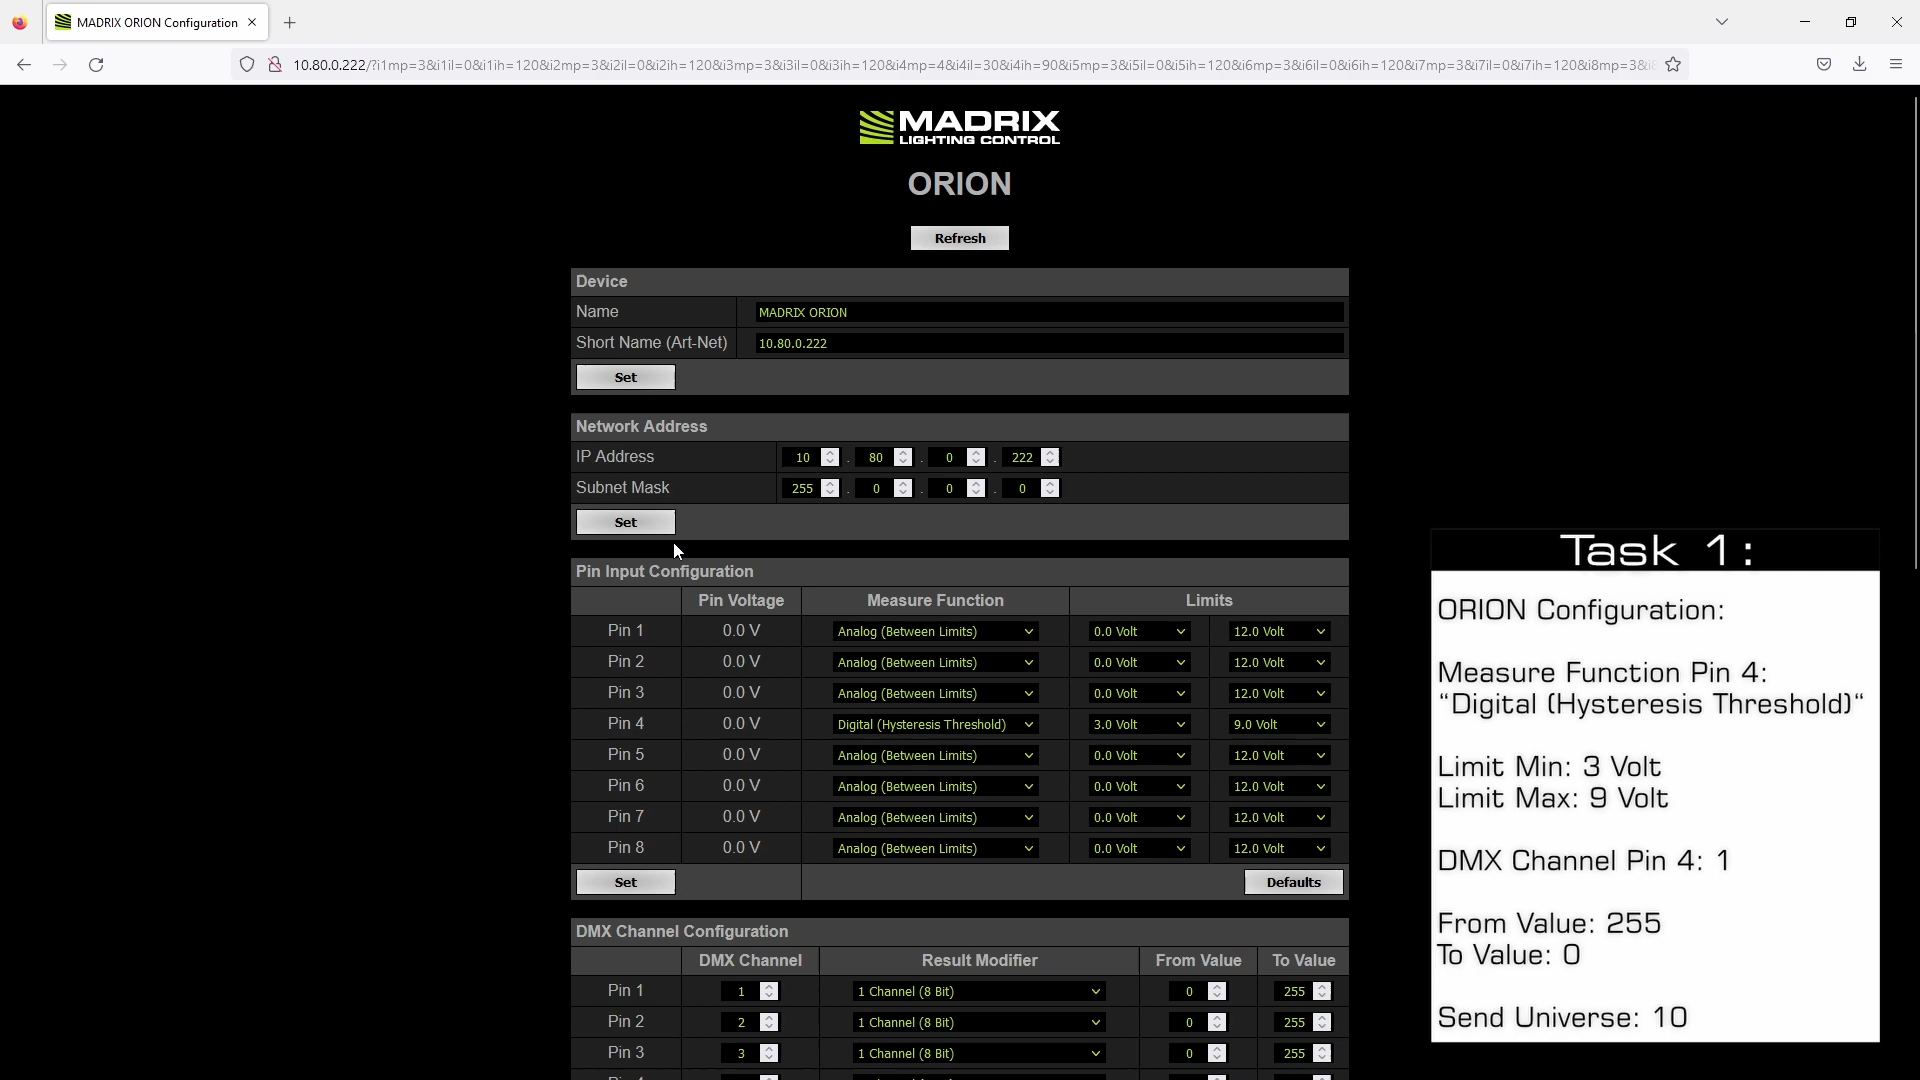 MADRIX ORION Configuration
10.80.0.222/?i1mp=3&i1il=0&i1ih=120&i2mp=3&i2il=0&i2ih=120&i3mp=3&i3il=0&i3ih=120&i4mp=4&i4il=30&i4ih=90&i5mp=3&i5il=0&i5ih=120&i6mp=3&i6il=0&i6ih=120&i7mp=3&i7il=0&i7ih=120&i8mp=3&i8
MADRIX
LIGHTING CONTROL
ORION
Refresh
Device
Name MADRIX ORION
Short Name (Art-Net) 10.80.0.222
Set
Network Address
IP Address 10 . 80 . 0 . 222
Subnet Mask 255 . 0 . 0 . 0
Set
Pin Input Configuration
Pin Voltage Measure Function Limits
Pin 1 0.0 V Analog (Between Limits) 0.0 Volt 12.0 Volt
Pin 2 0.0 V Analog (Between Limits) 0.0 Volt 12.0 Volt
Pin 3 0.0 V Analog (Between Limits) 0.0 Volt 12.0 Volt
Pin 4 0.0 V Digital (Hysteresis Threshold) 3.0 Volt 9.0 Volt
Pin 5 0.0 V Analog (Between Limits) 0.0 Volt 12.0 Volt
Pin 6 0.0 V Analog (Between Limits) 0.0 Volt 12.0 Volt
Pin 7 0.0 V Analog (Between Limits) 0.0 Volt 12.0 Volt
Pin 8 0.0 V Analog (Between Limits) 0.0 Volt 12.0 Volt
Set Defaults
DMX Channel Configuration
DMX Channel Result Modifier From Value To Value
Pin 1 1 1 Channel (8 Bit) 0 255
Pin 2 2 1 Channel (8 Bit) 0 255
Pin 3 3 1 Channel (8 Bit) 0 255
Task 1:
ORION Configuration:
Measure Function Pin 4:
"Digital (Hysteresis Threshold)"
Limit Min: 3 Volt
Limit Max: 9 Volt
DMX Channel Pin 4: 1
From Value: 255
To Value: 0
Send Universe: 10